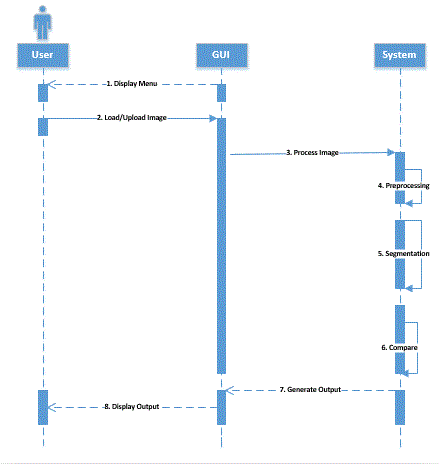 User
GUI
System
1. Display Menu
2. Load/Upload Image
3. Process Image
4. Preprocessing
5. Segmentation
6. Compare
7. Generate Output
8. Display Output